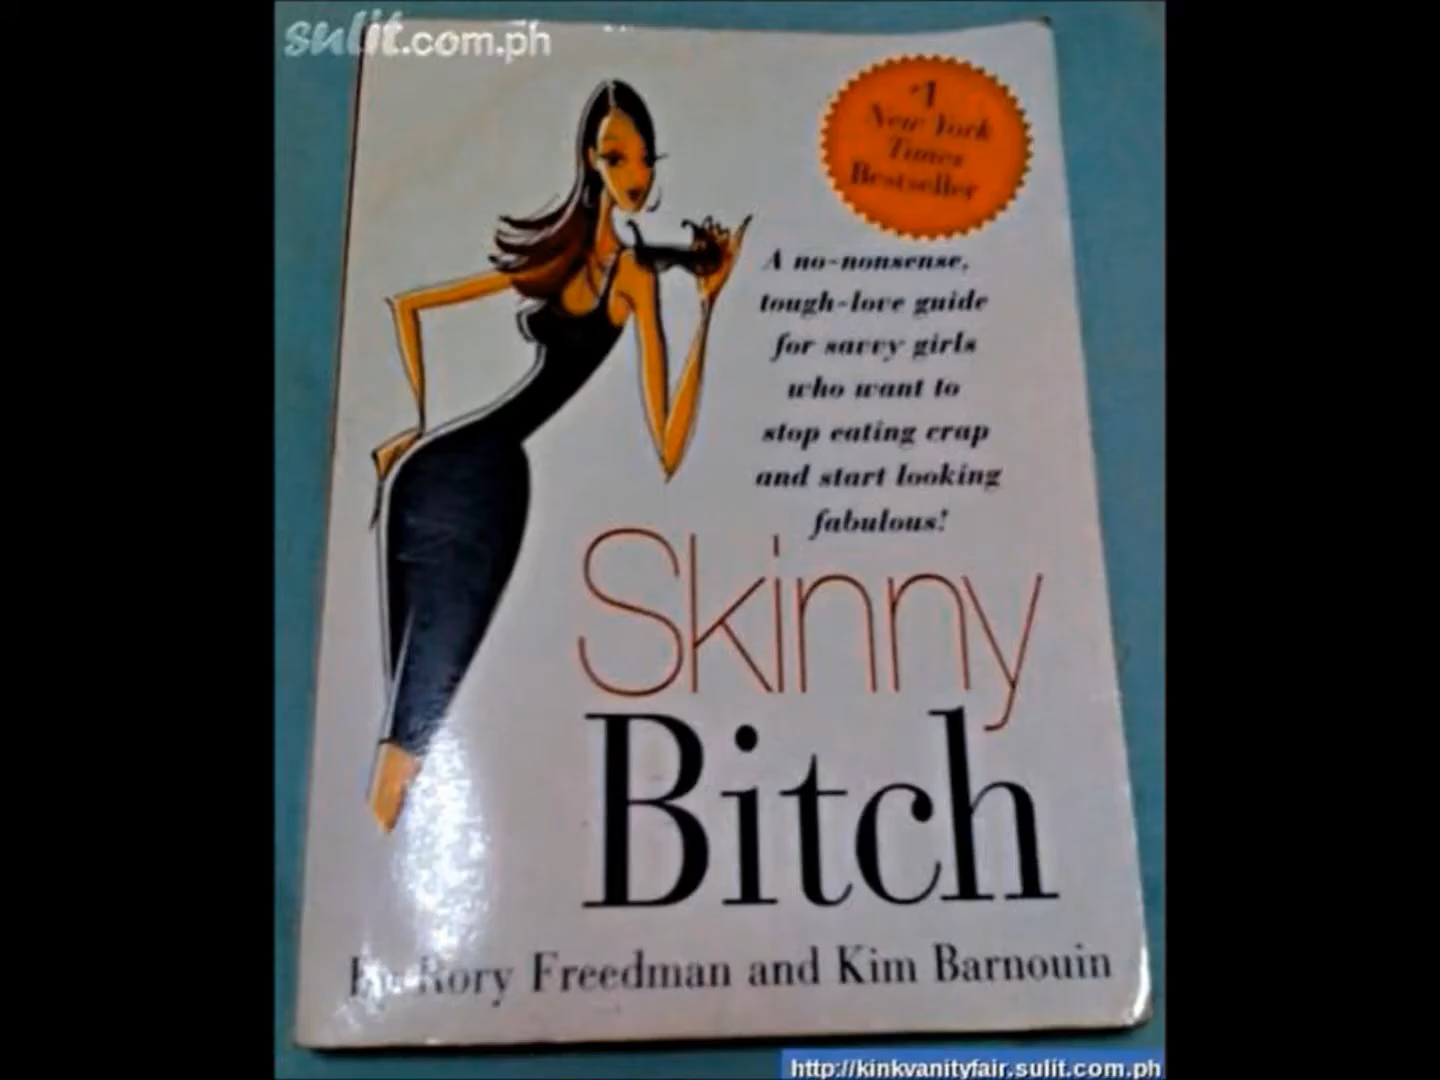 sulit.com.ph
#1
New York
Times
Bestseller
A no-nonsense,
tough-love guide
for savvy girls
who want to
stop eating crap
and start looking
fabulous!
Skinny
Bitch
by Rory Freedman and Kim Barnouin
http://kinkvanityfair.sulit.com.ph